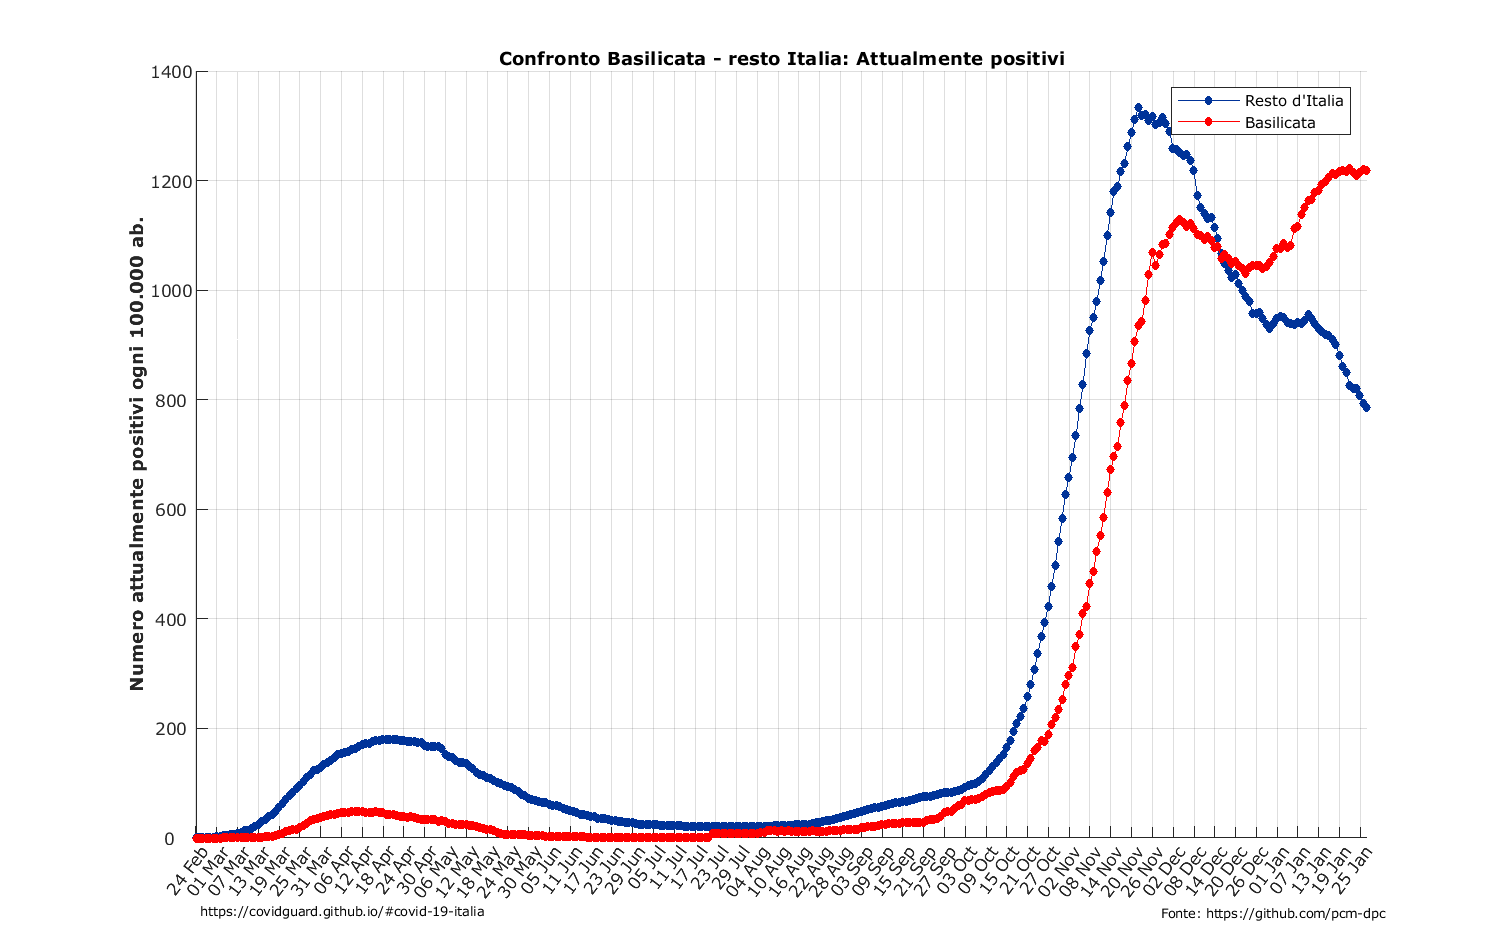 Confronto Basilicata - resto Italia: Attualmente positivi
Numero attualmente positivi ogni 100.000 ab.
1400
1200
1000
800
600
400
200
0
Resto d'Italia
Basilicata
24 Feb
01 Mar
07 Mar
13 Mar
19 Mar
25 Mar
31 Mar
06 Apr
12 Apr
18 Apr
24 Apr
30 Apr
06 May
12 May
18 May
24 May
30 May
05 Jun
11 Jun
17 Jun
23 Jun
29 Jun
05 Jul
11 Jul
17 Jul
23 Jul
29 Jul
04 Aug
10 Aug
16 Aug
22 Aug
28 Aug
03 Sep
09 Sep
15 Sep
21 Sep
27 Sep
03 Oct
09 Oct
15 Oct
21 Oct
27 Oct
02 Nov
08 Nov
14 Nov
20 Nov
26 Nov
02 Dec
08 Dec
14 Dec
20 Dec
26 Dec
01 Jan
07 Jan
13 Jan
19 Jan
25 Jan
https://covidguard.github.io/#covid-19-italia
Fonte: https://github.com/pcm-dpc